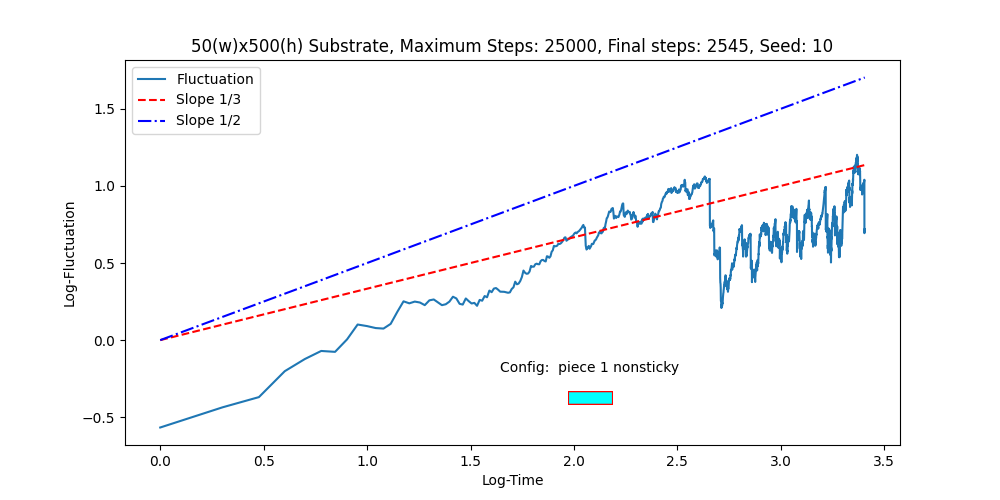 50(w)x500(h) Substrate, Maximum Steps: 25000, Final steps: 2545, Seed: 10
Fluctuation
Slope 1/3
Slope 1/2
Log-Fluctuation
1.5
1.0
0.5
0.0
−0.5
Config:  piece 1 nonsticky
0.0 0.5 1.0 1.5 2.0 2.5 3.0 3.5
Log-Time